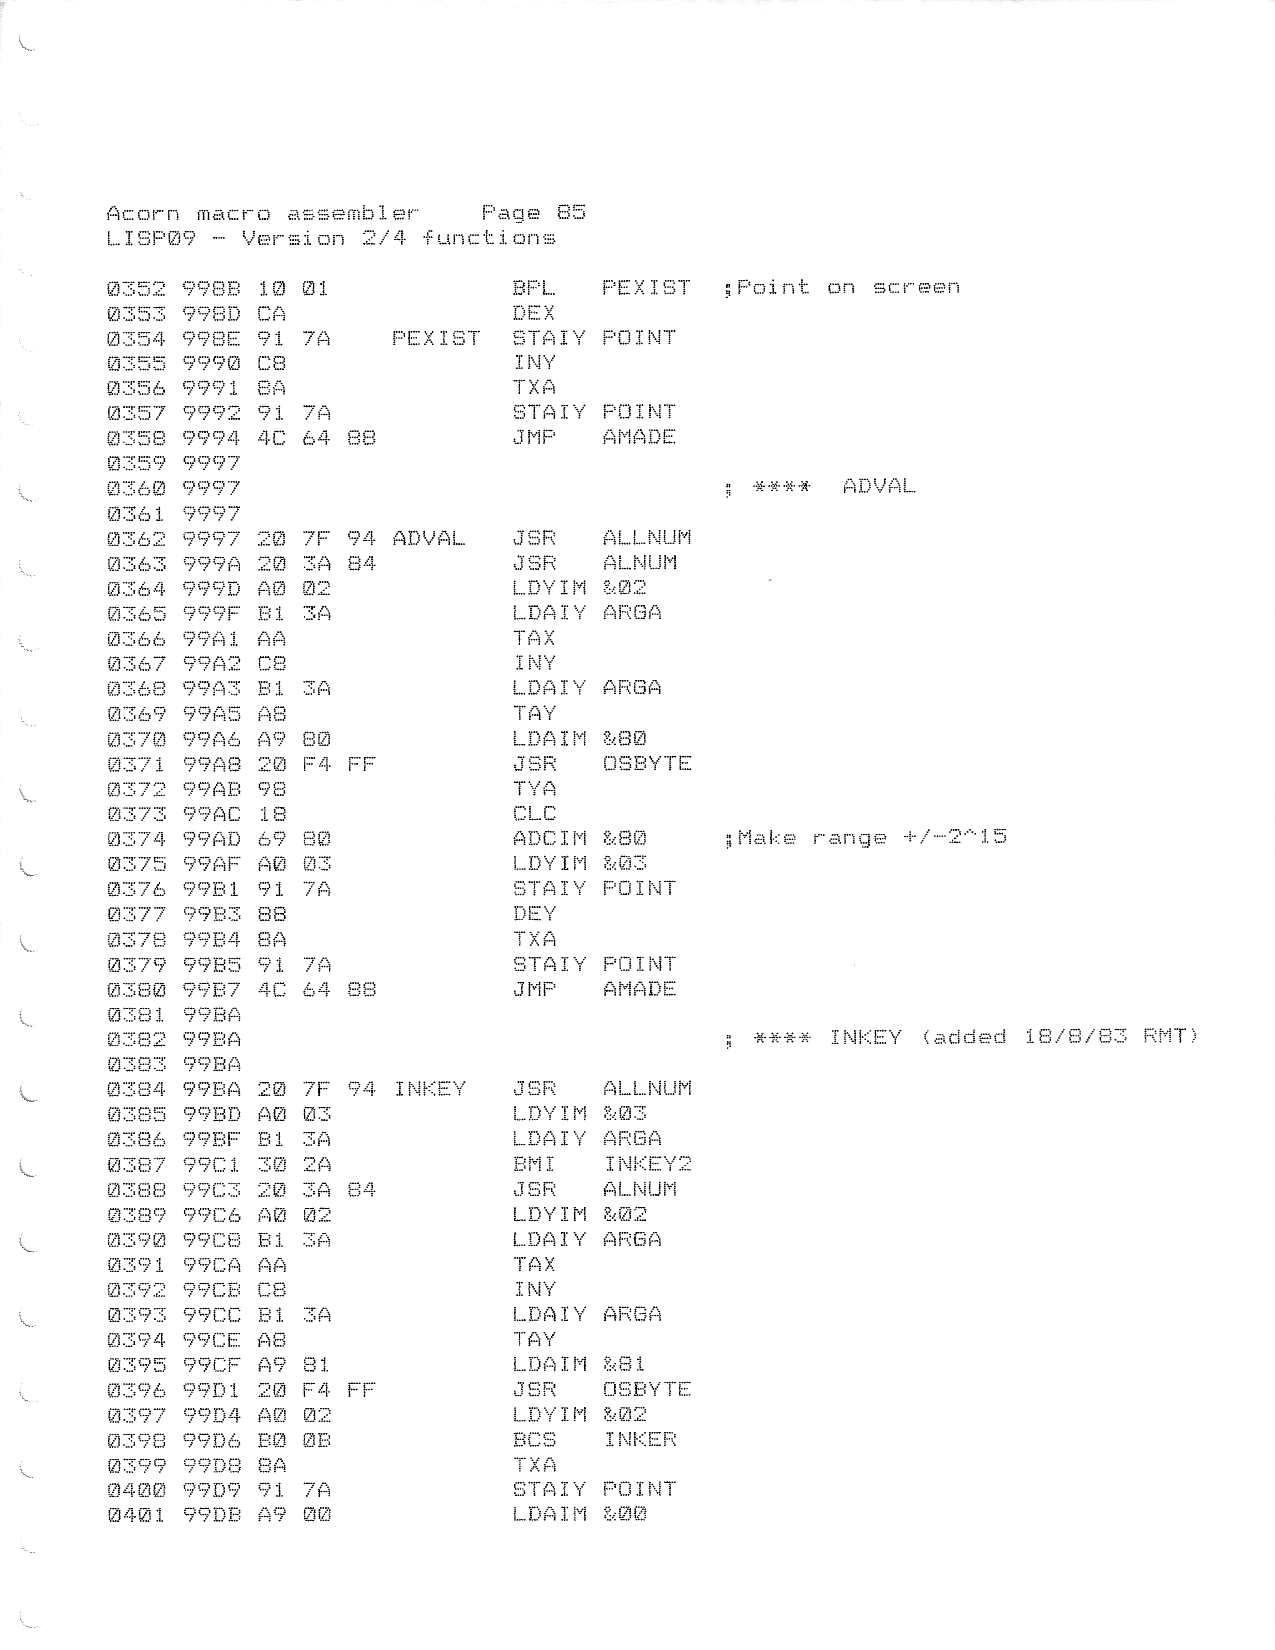 Acorn macro assembler    Page 85
LISP09 - Version 2/4 functions

0352 998B 10 01            BPL   PEXIST  ;Point on screen
0353 998D CA               DEX
0354 998E 91 7A    PEXIST  STAIY POINT
0355 9990 C8               INY
0356 9991 8A               TXA
0357 9992 91 7A            STAIY POINT
0358 9994 4C 64 88         JMP   AMADE
0359 9997
0360 9997                                ; ****  ADVAL
0361 9997
0362 9997 20 7F 94 ADVAL   JSR   ALLNUM
0363 999A 20 3A 84         JSR   ALNUM
0364 999D A0 02            LDYIM &02
0365 999F B1 3A            LDAIY ARGA
0366 99A1 AA               TAX
0367 99A2 C8               INY
0368 99A3 B1 3A            LDAIY ARGA
0369 99A5 A8               TAY
0370 99A6 A9 80            LDAIM &80
0371 99A8 20 F4 FF         JSR   OSBYTE
0372 99AB 98               TYA
0373 99AC 18               CLC
0374 99AD 69 80            ADCIM &80     ;Make range +/-2^15
0375 99AF A0 03            LDYIM &03
0376 99B1 91 7A            STAIY POINT
0377 99B3 88               DEY
0378 99B4 8A               TXA
0379 99B5 91 7A            STAIY POINT
0380 99B7 4C 64 88         JMP   AMADE
0381 99BA
0382 99BA                                ; **** INKEY (added 18/8/83 RMT)
0383 99BA
0384 99BA 20 7F 94 INKEY   JSR   ALLNUM
0385 99BD A0 03            LDYIM &03
0386 99BF B1 3A            LDAIY ARGA
0387 99C1 30 2A            BMI   INKEY2
0388 99C3 20 3A 84         JSR   ALNUM
0389 99C6 A0 02            LDYIM &02
0390 99C8 B1 3A            LDAIY ARGA
0391 99CA AA               TAX
0392 99CB C8               INY
0393 99CC B1 3A            LDAIY ARGA
0394 99CE A8               TAY
0395 99CF A9 81            LDAIM &81
0396 99D1 20 F4 FF         JSR   OSBYTE
0397 99D4 A0 02            LDYIM &02
0398 99D6 B0 0B            BCS   INKER
0399 99D8 8A               TXA
0400 99D9 91 7A            STAIY POINT
0401 99DB A9 00            LDAIM &00